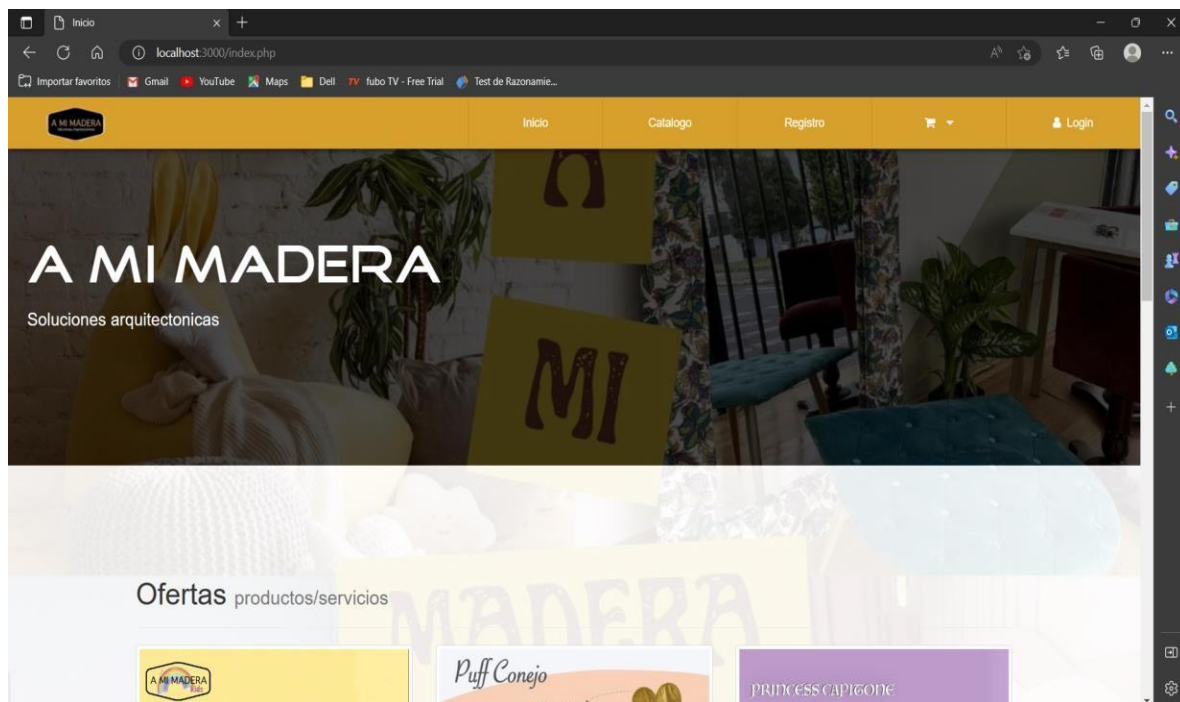 Inicio
localhost:3000/index.php
Importar favoritos
Gmail
YouTube
Maps
Dell
TV fubo TV - Free Trial
Test de Razonamie...
A MI MADERA
Inicio
Catalogo
Registro
Login
A
MI
MADERA
A MI MADERA
Soluciones arquitectonicas
Ofertas productos/servicios
A MI MADERA
Kids
Puff Conejo
PRINCESS CAPITONE